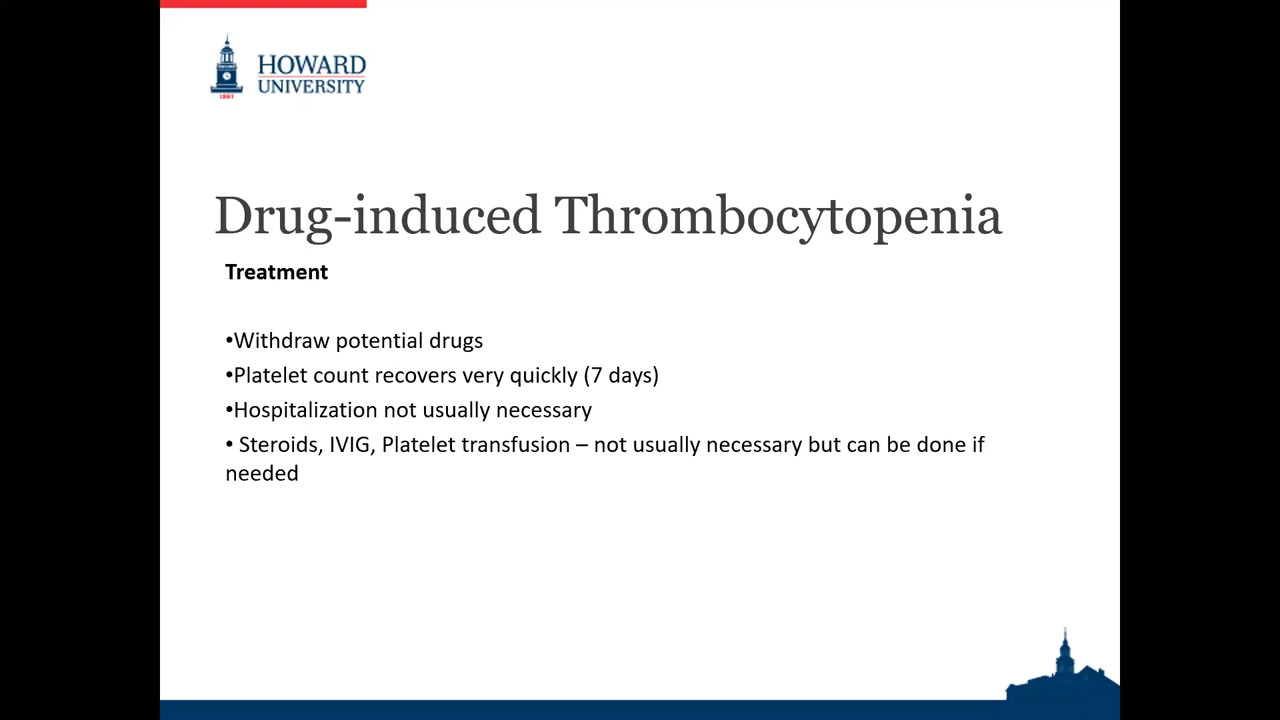 HOWARD
UNIVERSITY
1867
Drug-induced Thrombocytopenia
Treatment
•Withdraw potential drugs
•Platelet count recovers very quickly (7 days)
•Hospitalization not usually necessary
• Steroids, IVIG, Platelet transfusion – not usually necessary but can be done if
needed